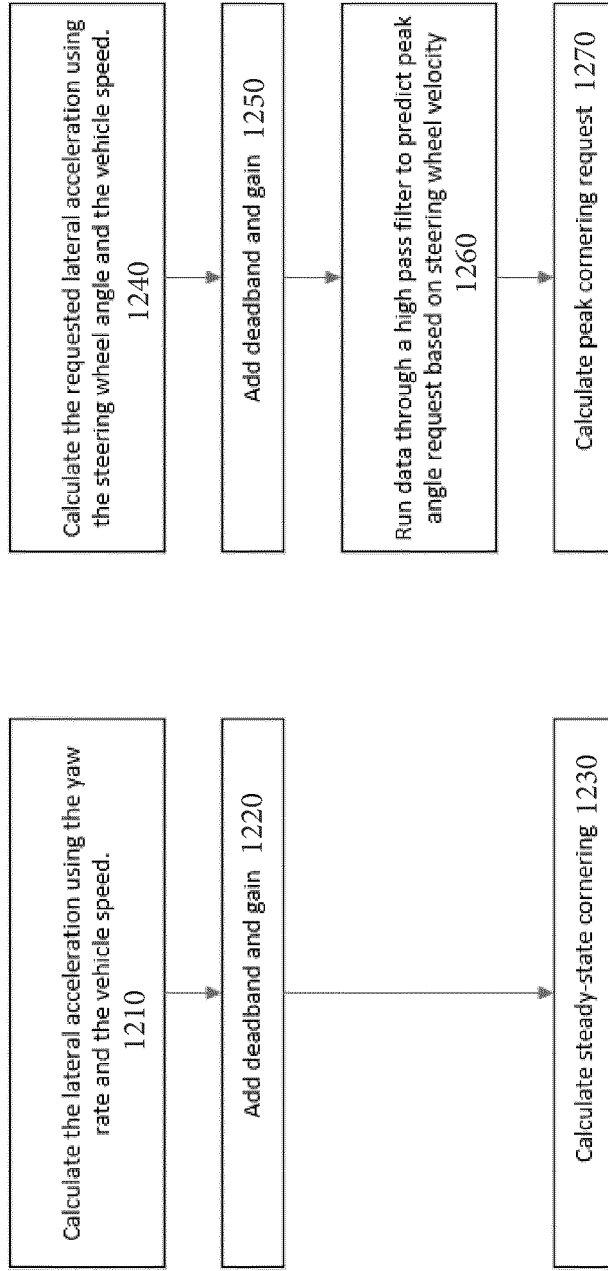 Calculate the lateral acceleration using the yaw
rate and the vehicle speed.
1210
Add deadband and gain 1220
Calculate steady-state cornering 1230
Calculate the requested lateral acceleration using
the steering wheel angle and the vehicle speed.
1240
Add deadband and gain 1250
Run data through a high pass filter to predict peak
angle request based on steering wheel velocity
1260
Calculate peak cornering request 1270